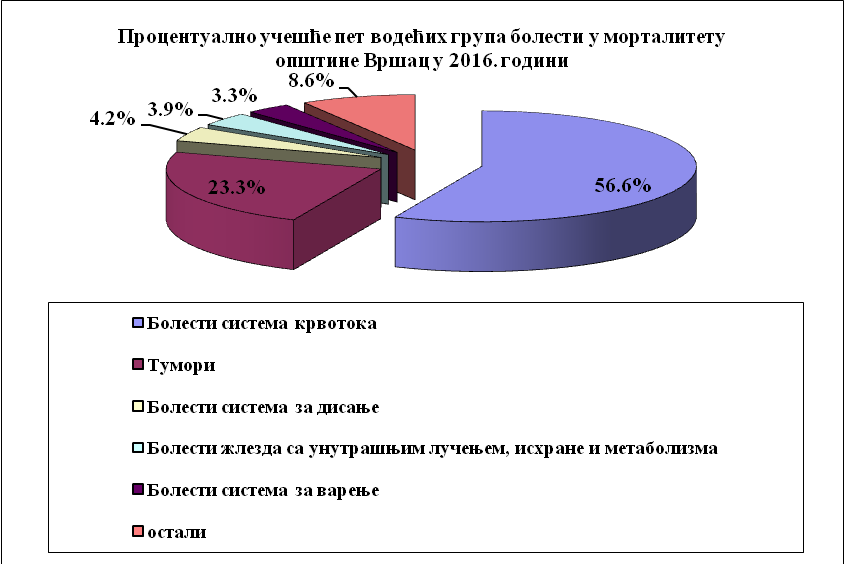 Процентуално учешће пет водећих група болести у морталитету
општине Вршац у 2016. години
8.6%
3.3%
3.9%
4.2%
23.3%
56.6%
Болести система крвотока
Тумори
Болести система за дисање
Болести жлезда са унутрашњим лучењем, исхране и метаболизма
Болести система за варење
остали